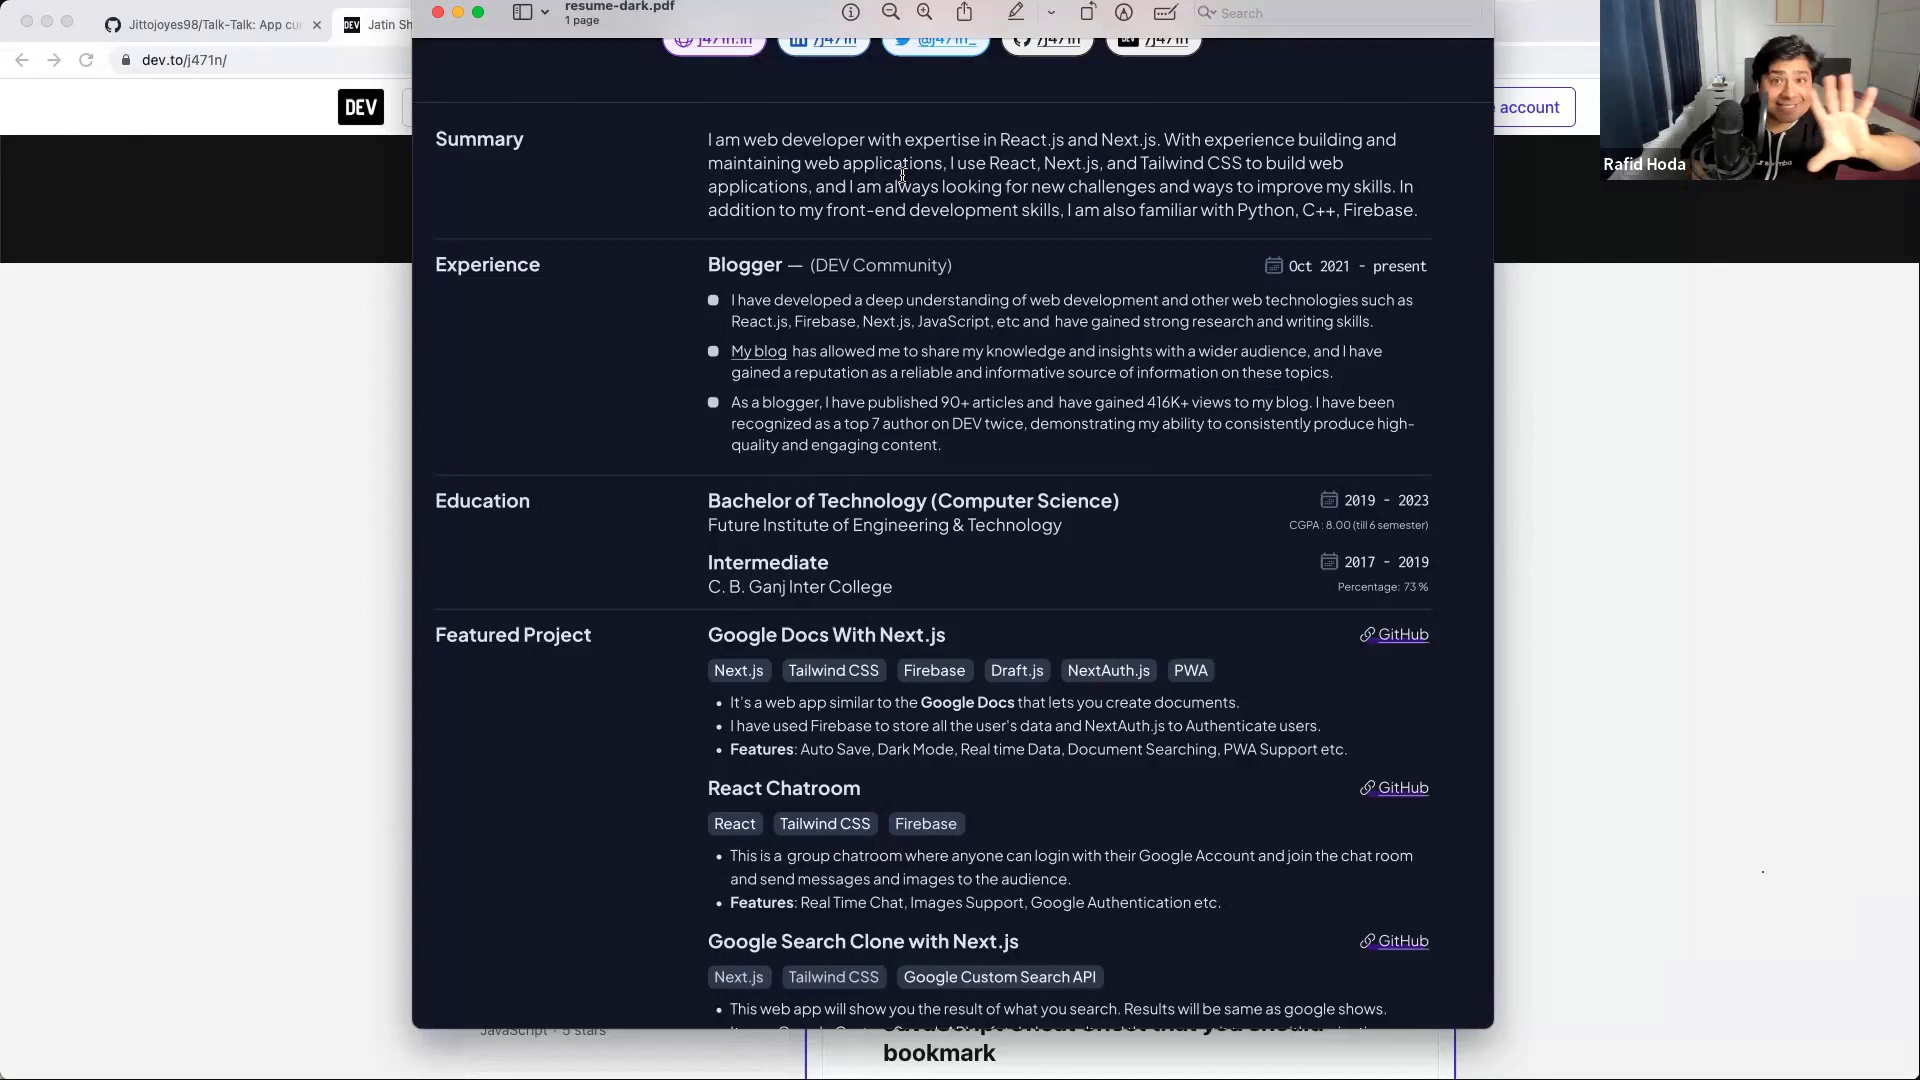 Jittojoyes98/Talk-Talk: App cu
DEV
Jatin Sh
dev.to/j471n/
DEV
resume-dark.pdf
1 page
Search
account
Rafid Hoda
j471n.in
/j471n
@j471n_
/j471n
/j471n
Summary
I am web developer with expertise in React.js and Next.js. With experience building and
maintaining web applications, I use React, Next.js, and Tailwind CSS to build web
applications, and I am always looking for new challenges and ways to improve my skills. In
addition to my front-end development skills, I am also familiar with Python, C++, Firebase.
Experience
Blogger — (DEV Community)
Oct 2021 - present
I have developed a deep understanding of web development and other web technologies such as
React.js, Firebase, Next.js, JavaScript, etc and have gained strong research and writing skills.
My blog has allowed me to share my knowledge and insights with a wider audience, and I have
gained a reputation as a reliable and informative source of information on these topics.
As a blogger, I have published 90+ articles and have gained 416K+ views to my blog. I have been
recognized as a top 7 author on DEV twice, demonstrating my ability to consistently produce high-
quality and engaging content.
Education
Bachelor of Technology (Computer Science)
2019 - 2023
Future Institute of Engineering & Technology
CGPA : 8.00 (till 6 semester)
Intermediate
2017 - 2019
C. B. Ganj Inter College
Percentage: 73 %
Featured Project
Google Docs With Next.js
GitHub
Next.js Tailwind CSS Firebase Draft.js NextAuth.js PWA
• It's a web app similar to the Google Docs that lets you create documents.
• I have used Firebase to store all the user's data and NextAuth.js to Authenticate users.
• Features: Auto Save, Dark Mode, Real time Data, Document Searching, PWA Support etc.
React Chatroom
GitHub
React Tailwind CSS Firebase
• This is a group chatroom where anyone can login with their Google Account and join the chat room
and send messages and images to the audience.
• Features: Real Time Chat, Images Support, Google Authentication etc.
Google Search Clone with Next.js
GitHub
Next.js Tailwind CSS Google Custom Search API
• This web app will show you the result of what you search. Results will be same as google shows.
JavaScript • 5 stars
that you should
bookmark